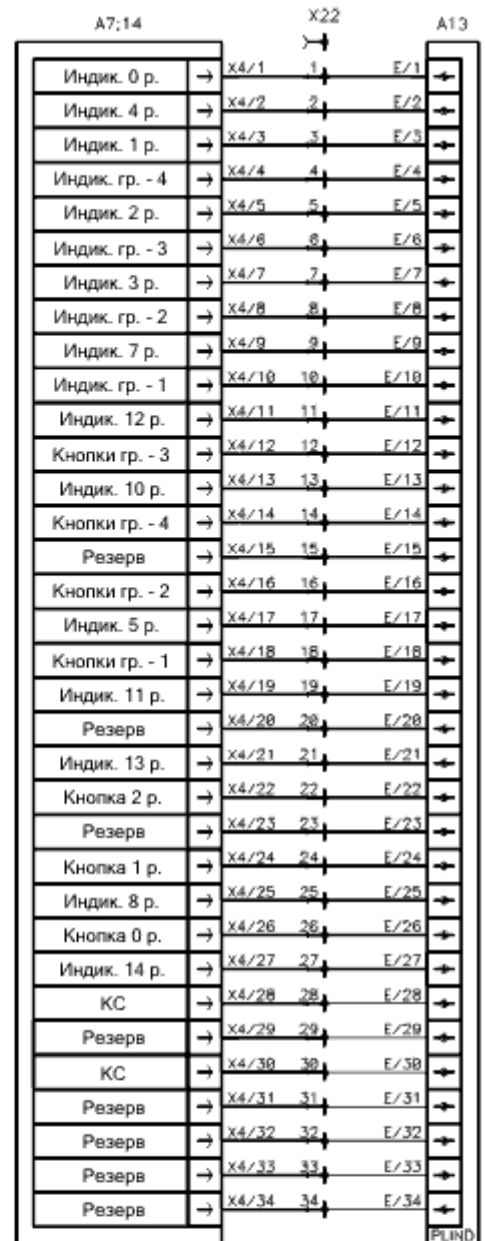 A7;14 X22 A13
Индик. 0 р. X4/1 1 E/1
Индик. 4 р. X4/2 2 E/2
Индик. 1 р. X4/3 3 E/3
Индик. гр. - 4 X4/4 4 E/4
Индик. 2 р. X4/5 5 E/5
Индик. гр. - 3 X4/6 6 E/6
Индик. 3 р. X4/7 7 E/7
Индик. гр. - 2 X4/8 8 E/8
Индик. 7 р. X4/9 9 E/9
Индик. гр. - 1 X4/10 10 E/10
Индик. 12 р. X4/11 11 E/11
Кнопки гр. - 3 X4/12 12 E/12
Индик. 10 р. X4/13 13 E/13
Кнопки гр. - 4 X4/14 14 E/14
Резерв X4/15 15 E/15
Кнопки гр. - 2 X4/16 16 E/16
Индик. 5 р. X4/17 17 E/17
Кнопки гр. - 1 X4/18 18 E/18
Индик. 11 р. X4/19 19 E/19
Резерв X4/20 20 E/20
Индик. 13 р. X4/21 21 E/21
Кнопка 2 р. X4/22 22 E/22
Резерв X4/23 23 E/23
Кнопка 1 р. X4/24 24 E/24
Индик. 8 р. X4/25 25 E/25
Кнопка 0 р. X4/26 26 E/26
Индик. 14 р. X4/27 27 E/27
КС X4/28 28 E/28
Резерв X4/29 29 E/29
КС X4/30 30 E/30
Резерв X4/31 31 E/31
Резерв X4/32 32 E/32
Резерв X4/33 33 E/33
Резерв X4/34 34 E/34
PLIND